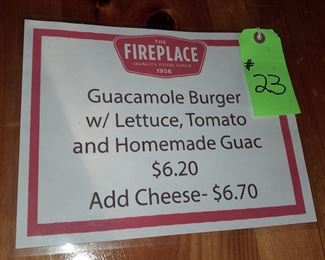 THE
FIREPLACE
QUALITY FOOD SINCE
1956
# 23
Guacamole Burger
w/ Lettuce, Tomato
and Homemade Guac
$6.20
Add Cheese- $6.70